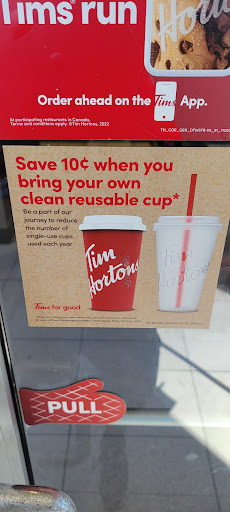 Tims® run
Order ahead on the Tims App.
At participating restaurants in Canada.
Terms and conditions apply. ©Tim Hortons, 2022
Save 10¢ when you
bring your own
clean reusable cup*
Be a part of our
journey to reduce
the number of
single-use cups
used each year
Tim
Hortons
Tim
Hortons
Tims for good
PULL